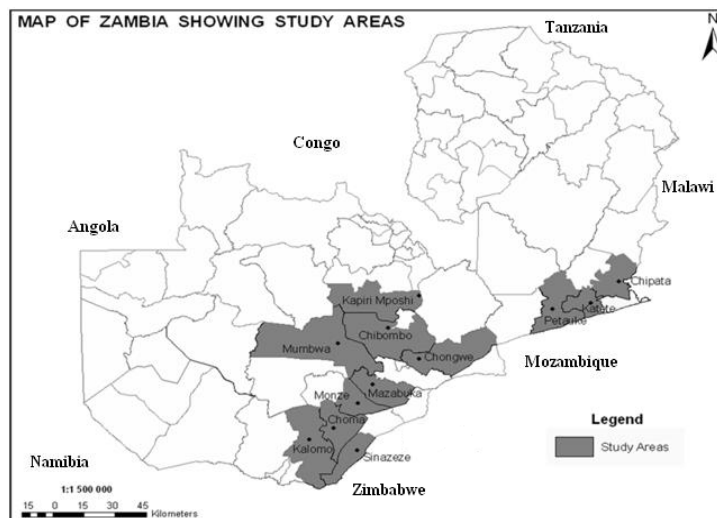 MAP OF ZAMBIA SHOWING STUDY AREAS
N
Tanzania
Congo
Malawi
Angola
Chipata
Kapiri Mposhi
Katete
Petauke
Chibombo
Mumbwa
Chongwe
Mozambique
Mazabuka
Monze
Choma
Legend
Kalomo
Study Areas
Sinazeze
Namibia
Zimbabwe
1:1 500 000
15 0 15 30 45
Kilometers